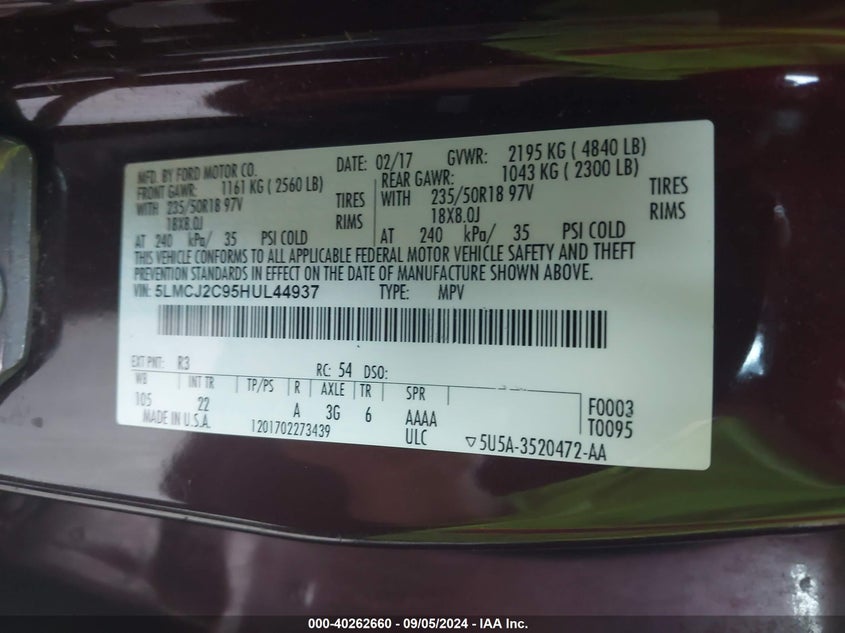 MFD. BY FORD MOTOR CO. DATE: 02/17 GVWR: 2195 KG ( 4840 LB)
FRONT GAWR: 1161 KG ( 2560 LB) REAR GAWR: 1043 KG ( 2300 LB)
WITH 235/50R18 97V TIRES WITH 235/50R18 97V TIRES
18X8.0J RIMS 18X8.0J RIMS
AT 240 kPa/ 35 PSI COLD AT 240 kPa/ 35 PSI COLD
THIS VEHICLE CONFORMS TO ALL APPLICABLE FEDERAL MOTOR VEHICLE SAFETY AND THEFT
PREVENTION STANDARDS IN EFFECT ON THE DATE OF MANUFACTURE SHOWN ABOVE.
VIN: 5LMCJ2C95HUL44937 TYPE: MPV
EXT PNT: R3 RC: 54 DSO:
WB INT TR TP/PS R AXLE TR SPR
105 22 A 3G 6 AAAA F0003
MADE IN U.S.A. 1201702273439 ULC ▽5U5A-3520472-AA T0095
000-40262660 - 09/05/2024 - IAA Inc.